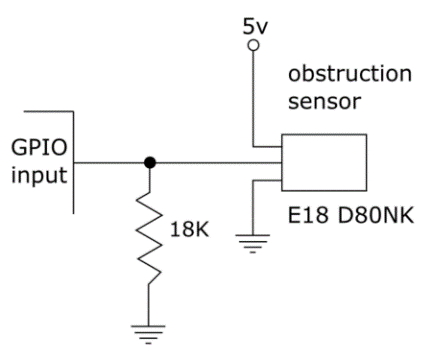 5v
obstruction
sensor
GPIO
input
18K
E18 D80NK